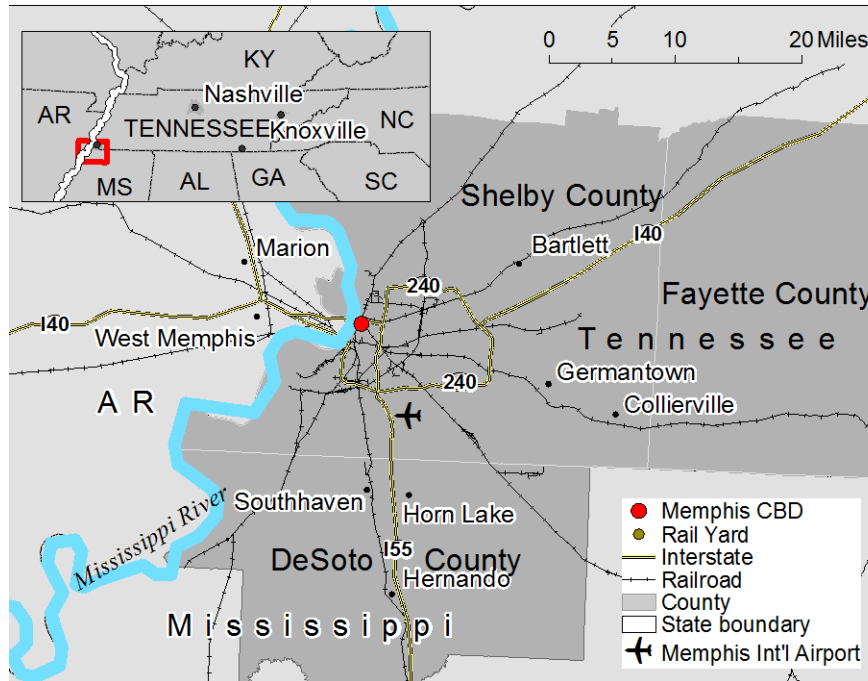 0 5 10 20 Miles
KY
Nashville
AR
TENNESSEE
NC
Knoxville
MS
AL
GA
SC
Shelby County
Marion
Bartlett
I40
240
Fayette County
I40
West Memphis
Tennessee
Germantown
240
AR
Collierville
Mississippi River
Southhaven
Horn Lake
I55
DeSoto County
Hernando
Mississippi
Memphis CBD
Rail Yard
Interstate
Railroad
County
State boundary
Memphis Int'l Airport